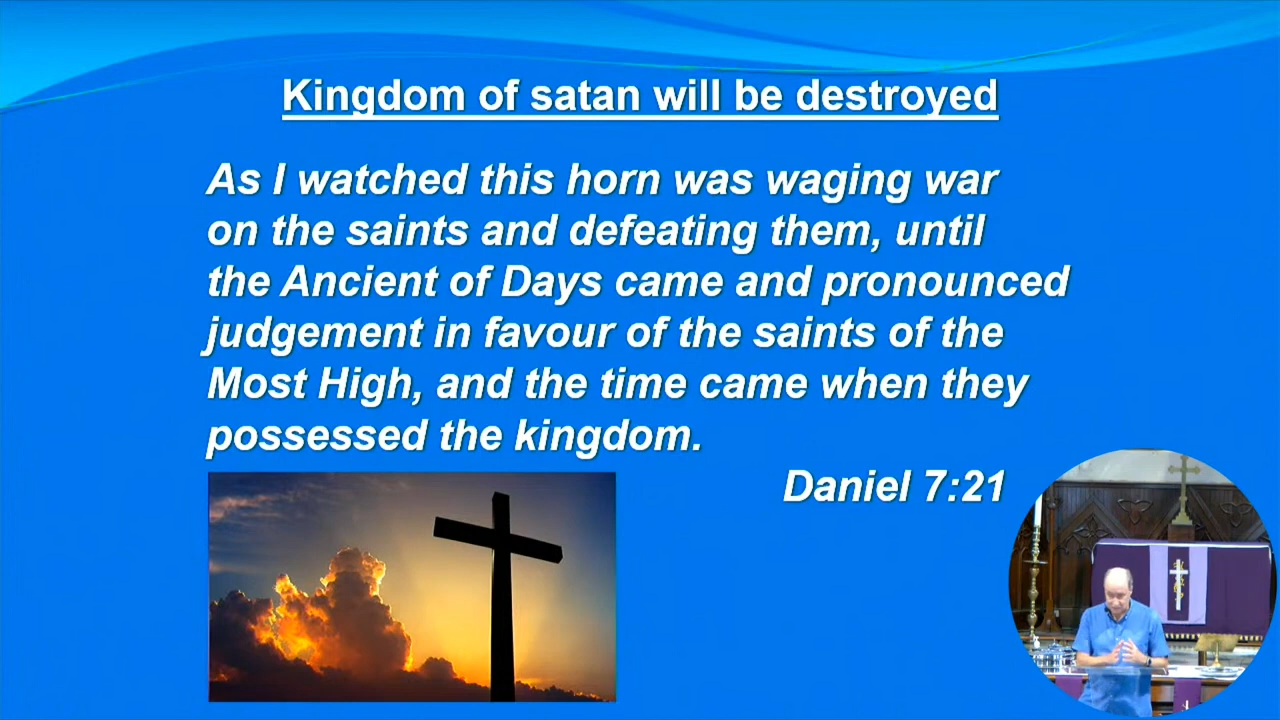 Kingdom of satan will be destroyed
As I watched this horn was waging war
on the saints and defeating them, until
the Ancient of Days came and pronounced
judgement in favour of the saints of the
Most High, and the time came when they
possessed the kingdom.
Daniel 7:21